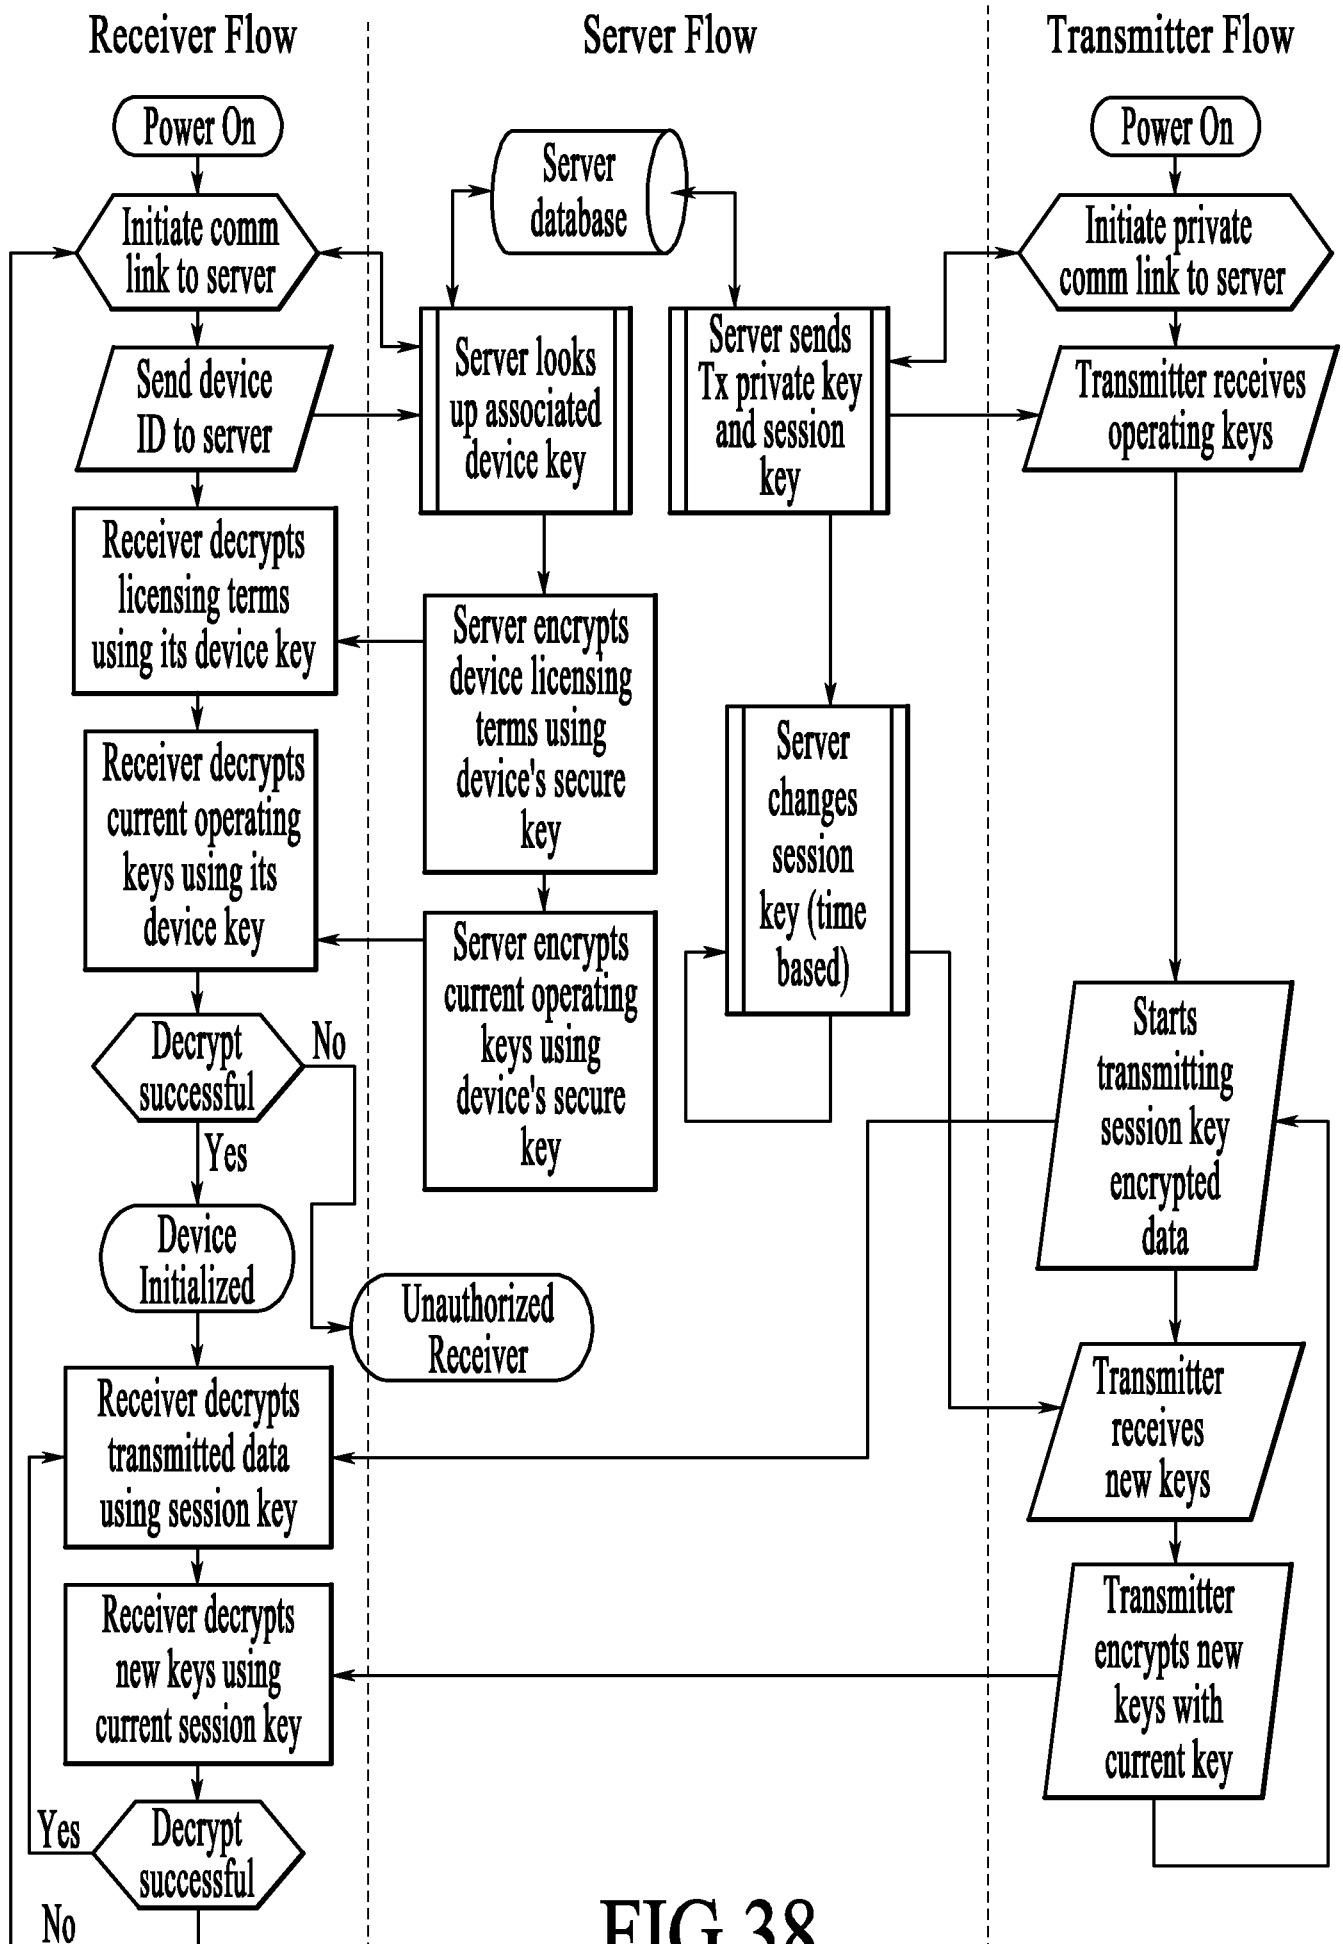 Receiver Flow
Server Flow
Transmitter Flow
Power On
Initiate comm
link to server
Send device
ID to server
Receiver decrypts
licensing terms
using its device key
Receiver decrypts
current operating
keys using its
device key
Decrypt
successful
No
Yes
Device
Initialized
Unauthorized
Receiver
Receiver decrypts
transmitted data
using session key
Receiver decrypts
new keys using
current session key
Decrypt
successful
Yes
No
Server
database
Server looks
up associated
device key
Server encrypts
device licensing
terms using
device's secure
key
Server encrypts
current operating
keys using
device's secure
key
Server sends
Tx private key
and session
key
Server
changes
session
key (time
based)
Power On
Initiate private
comm link to server
Transmitter receives
operating keys
Starts
transmitting
session key
encrypted
data
Transmitter
receives
new keys
Transmitter
encrypts new
keys with
current key
FIG.38